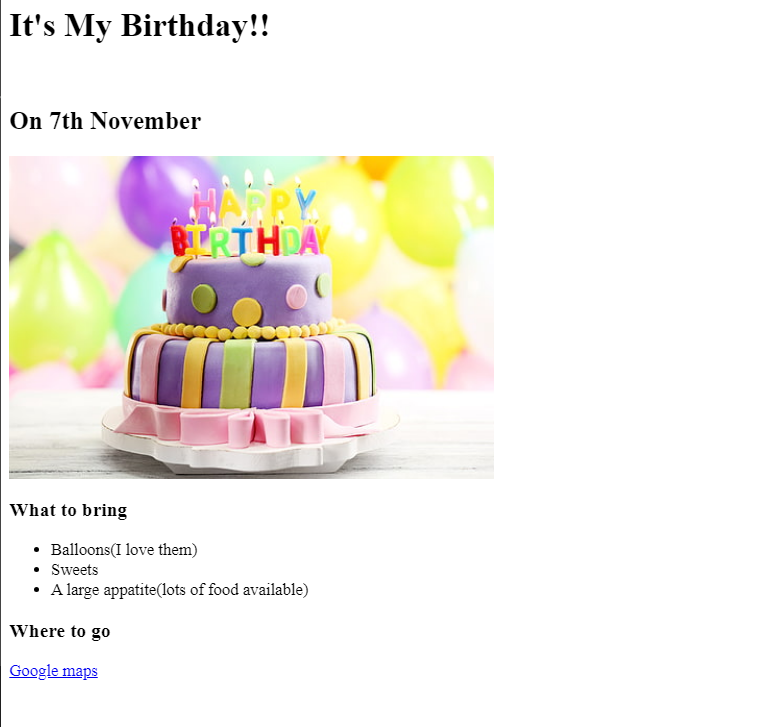 It's My Birthday!!
On 7th November
HAPPY
BIRTHDAY
What to bring
Balloons(I love them)
Sweets
A large appatite(lots of food available)
Where to go
Google maps